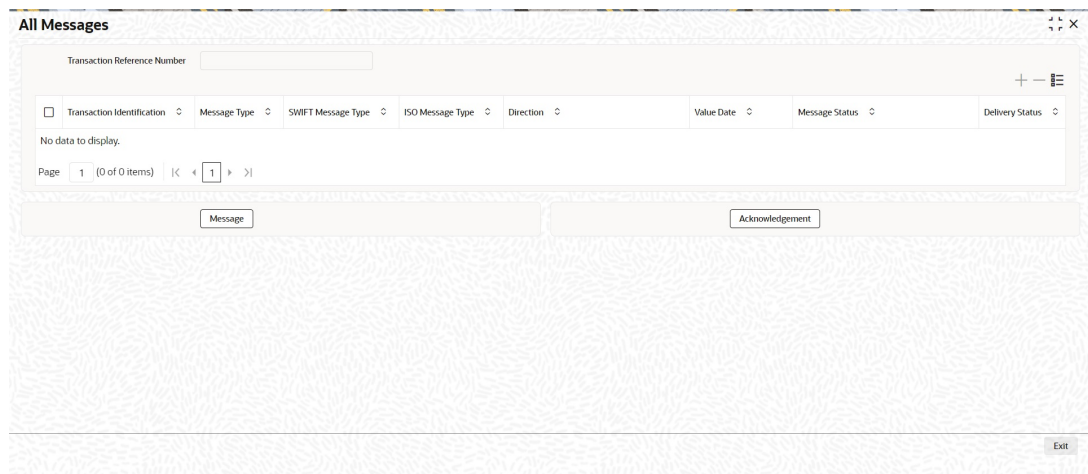 All Messages
Transaction Reference Number
Transaction Identification Message Type SWIFT Message Type ISO Message Type Direction Value Date Message Status Delivery Status
No data to display.
Page 1 (0 of 0 items) 1
Message Acknowledgement
Exit